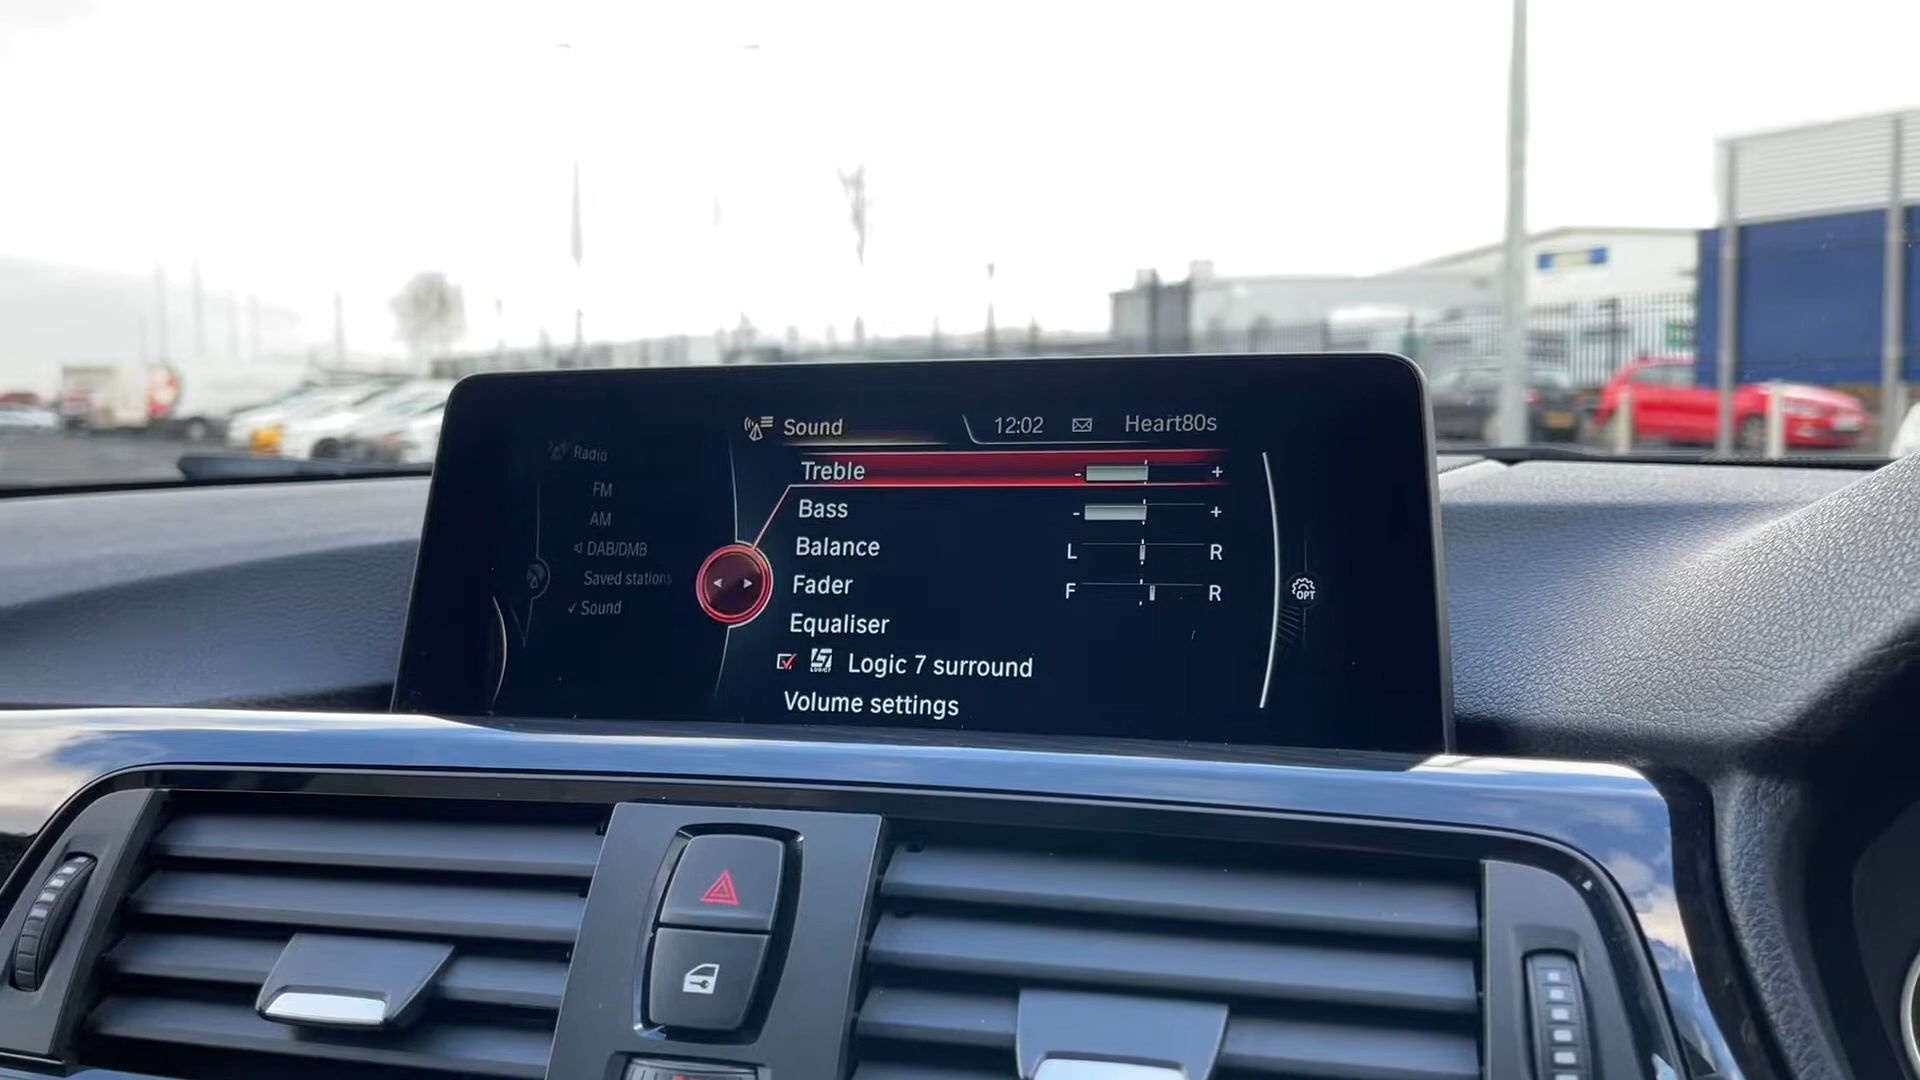 Sound 12:02 Heart80s
Radio
FM
AM
DAB/DMB
Saved stations
✓ Sound
Treble - +
Bass - +
Balance L R
Fader F R
Equaliser
LOGIC7 Logic 7 surround
Volume settings
OPT